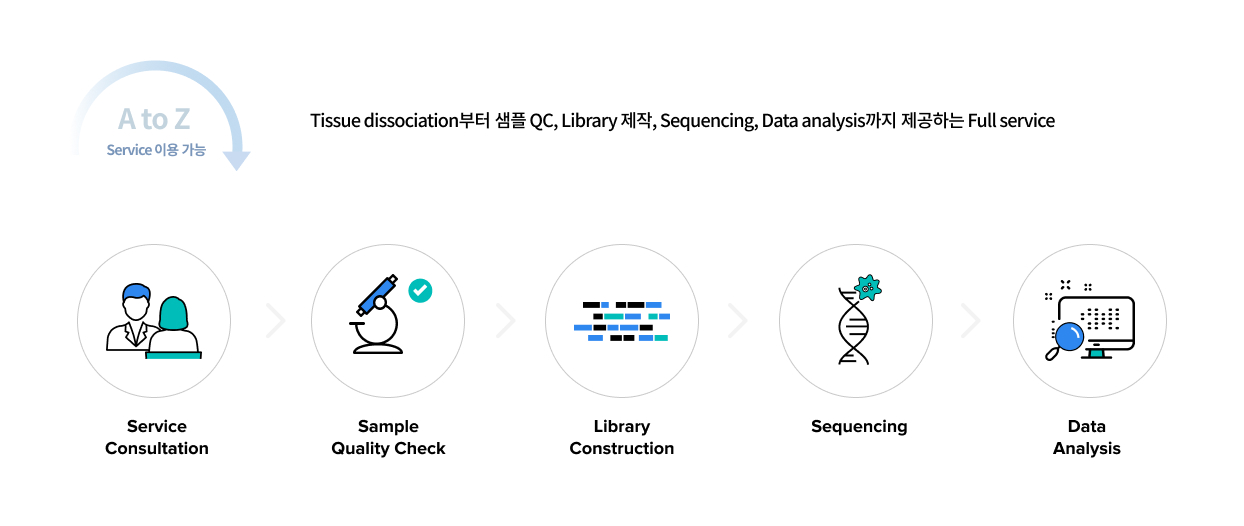 A to Z
Service 이용 가능
Tissue dissociation부터 샘플 QC, Library 제작, Sequencing, Data analysis까지 제공하는 Full service
Service
Consultation
Sample
Quality Check
Library
Construction
Sequencing
Data
Analysis